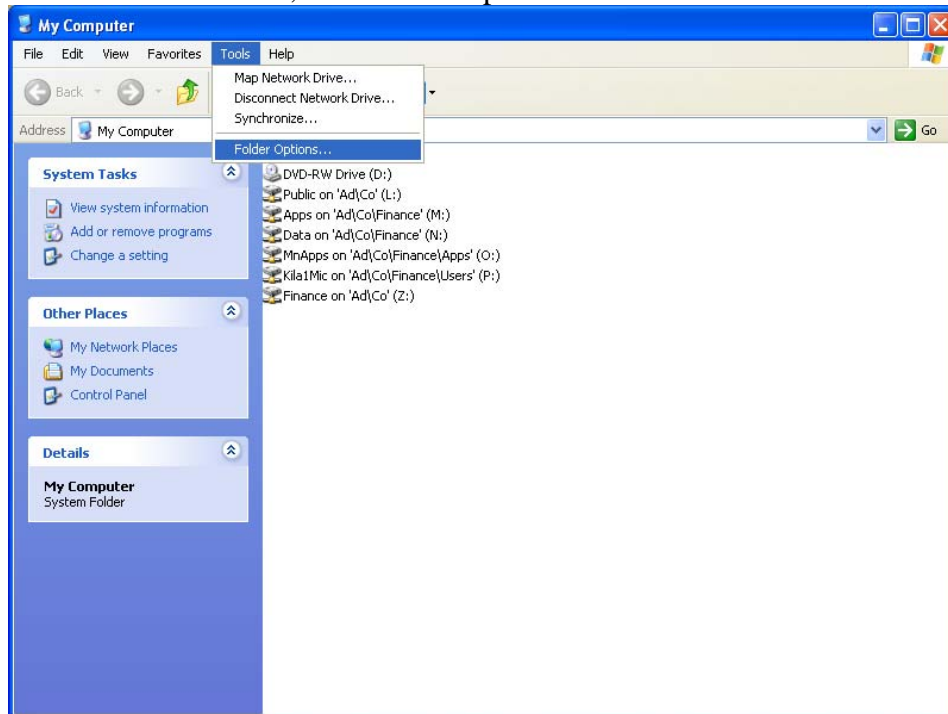 My Computer
File Edit View Favorites Tools Help
Map Network Drive...
Disconnect Network Drive...
Synchronize...
Folder Options...
Back
Address My Computer Go
System Tasks
View system information
Add or remove programs
Change a setting
Other Places
My Network Places
My Documents
Control Panel
Details
My Computer
System Folder
DVD-RW Drive (D:)
Public on 'Ad\Co' (L:)
Apps on 'Ad\Co\Finance' (M:)
Data on 'Ad\Co\Finance' (N:)
MnApps on 'Ad\Co\Finance\Apps' (O:)
Kila1Mic on 'Ad\Co\Finance\Users' (P:)
Finance on 'Ad\Co' (Z:)